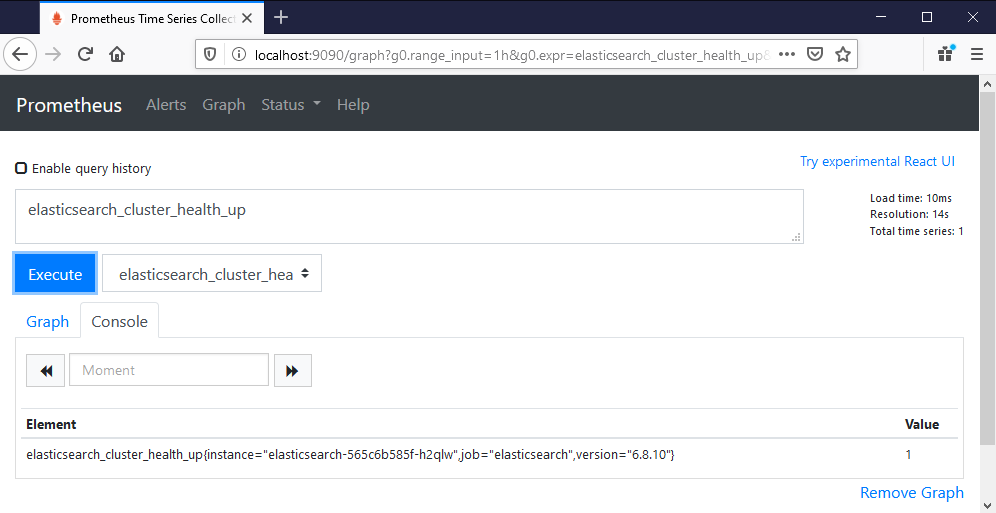 Prometheus Time Series Collect
localhost:9090/graph?g0.range_input=1h&g0.expr=elasticsearch_cluster_health_up&
Prometheus Alerts Graph Status Help
Enable query history
Try experimental React UI
elasticsearch_cluster_health_up
Load time: 10ms
Resolution: 14s
Total time series: 1
Execute elasticsearch_cluster_hea
Graph Console
Moment
Element Value
elasticsearch_cluster_health_up{instance="elasticsearch-565c6b585f-h2qlw",job="elasticsearch",version="6.8.10"} 1
Remove Graph